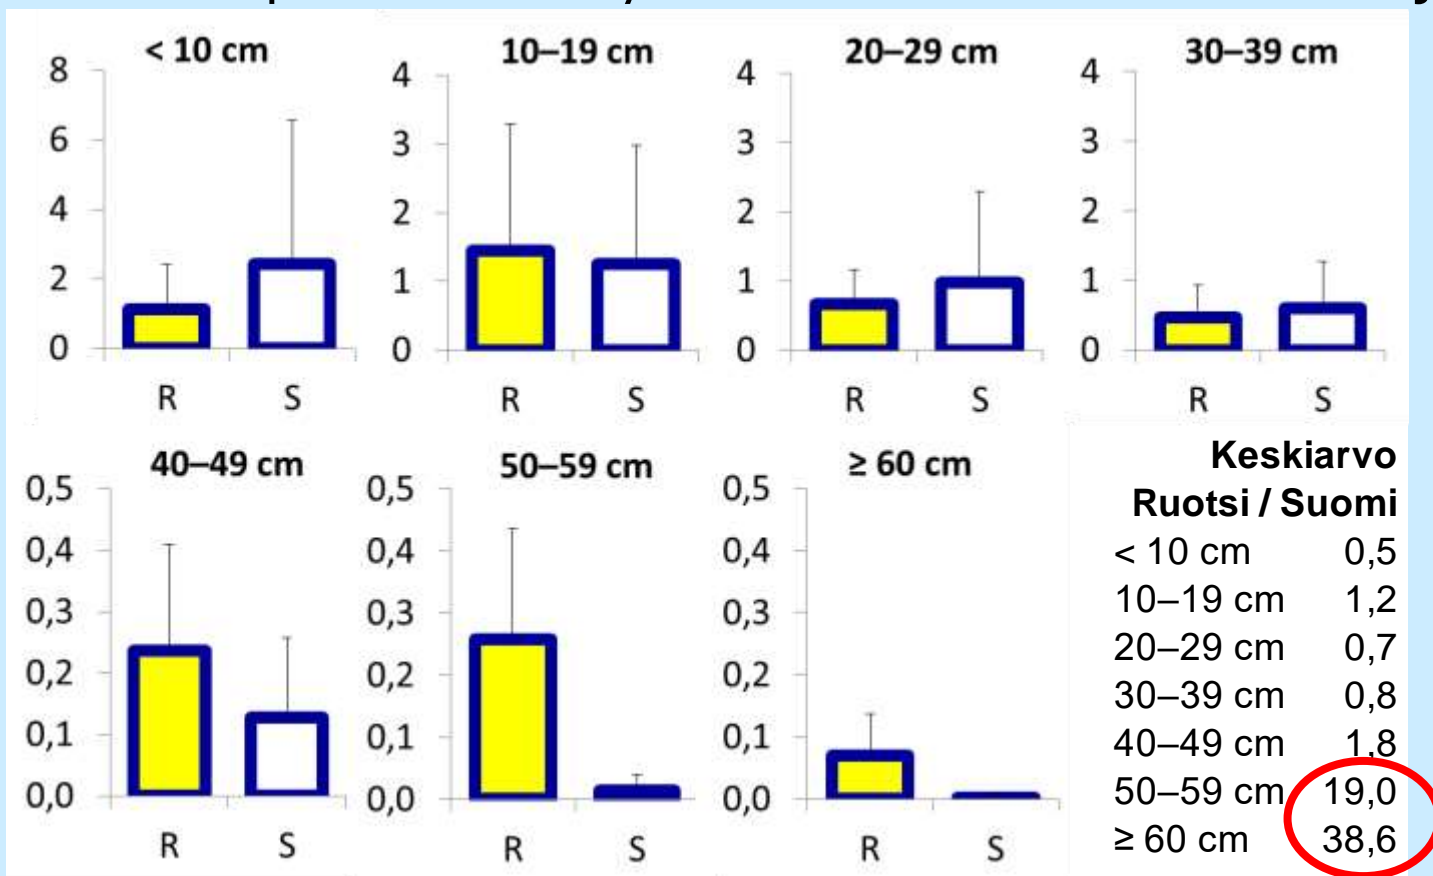 < 10 cm
10–19 cm
20–29 cm
30–39 cm
8
6
4
2
0
R S
4
3
2
1
0
R S
4
3
2
1
0
R S
4
3
2
1
0
R S
40–49 cm
50–59 cm
≥ 60 cm
0,5
0,4
0,3
0,2
0,1
0,0
R S
0,5
0,4
0,3
0,2
0,1
0,0
R S
0,5
0,4
0,3
0,2
0,1
0,0
R S
Keskiarvo
Ruotsi / Suomi
< 10 cm 0,5
10–19 cm 1,2
20–29 cm 0,7
30–39 cm 0,8
40–49 cm 1,8
50–59 cm 19,0
≥ 60 cm 38,6